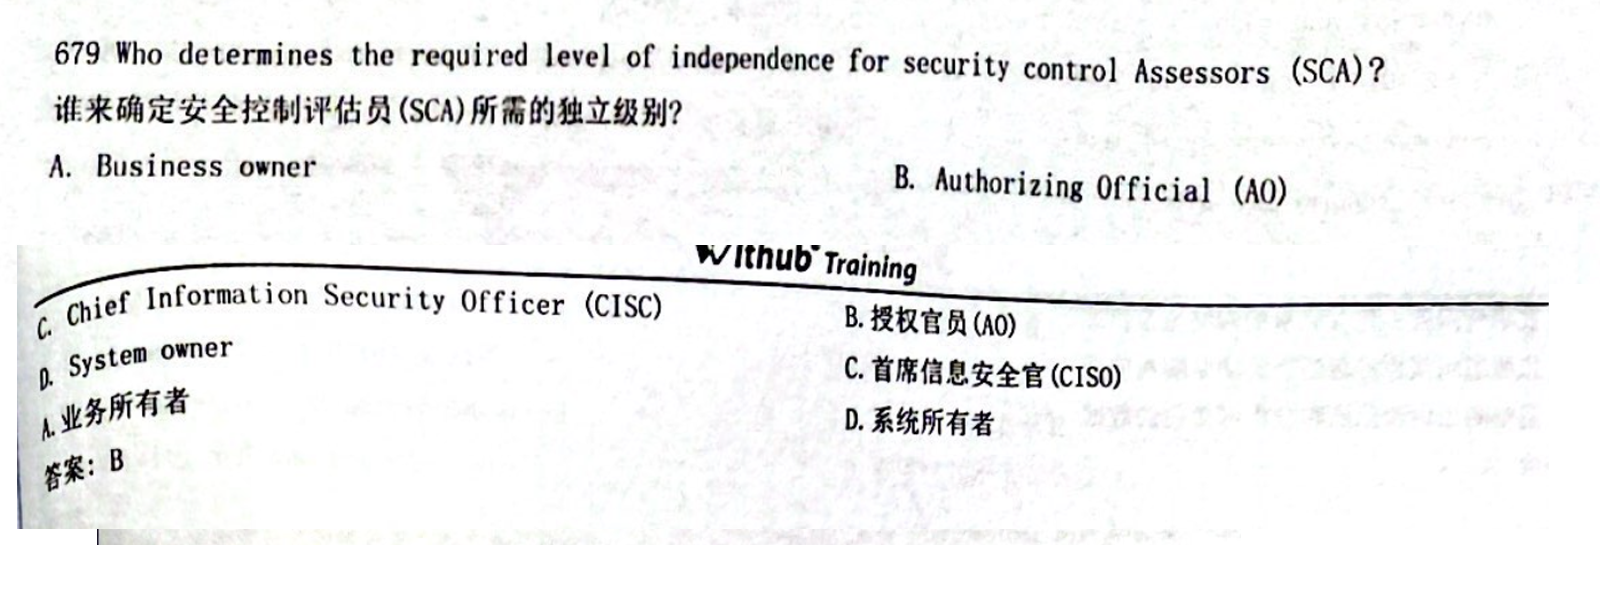 679 Who determines the required level of independence for security control Assessors (SCA)?
谁来确定安全控制评估员(SCA)所需的独立级别?
A. Business owner
B. Authorizing Official (AO)
Withub Training
C. Chief Information Security Officer (CISC)
D. System owner
A. 业务所有者
B. 授权官员(AO)
C. 首席信息安全官(CISO)
D. 系统所有者
答案: B